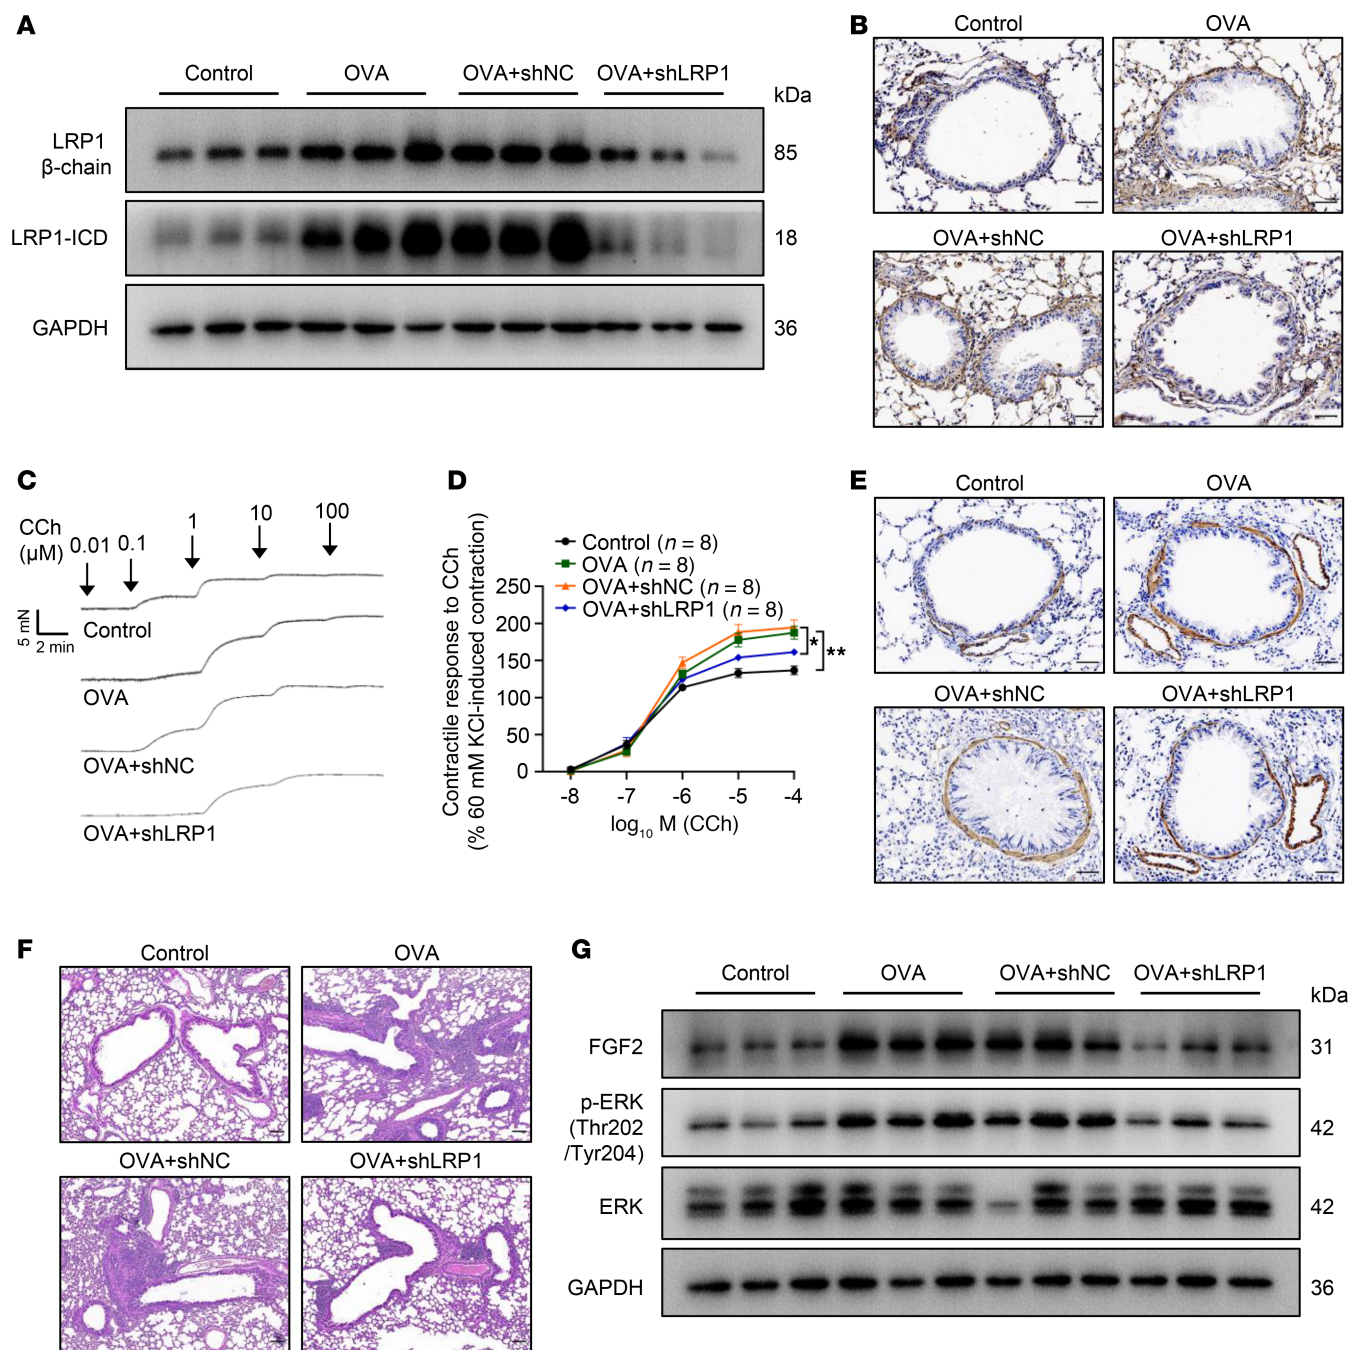 A
Control OVA OVA+shNC OVA+shLRP1
kDa
LRP1
β-chain
85
LRP1-ICD
18
GAPDH
36
B
Control OVA
OVA+shNC OVA+shLRP1
C
CCh
(μM)
0.01 0.1 1 10 100
5 mN
2 min
Control
OVA
OVA+shNC
OVA+shLRP1
D
Contractile response to CCh
(% 60 mM KCl-induced contraction)
Control (n = 8)
OVA (n = 8)
OVA+shNC (n = 8)
OVA+shLRP1 (n = 8)
250
200
150
100
50
0
* **
-8 -7 -6 -5 -4
log10 M (CCh)
E
Control OVA
OVA+shNC OVA+shLRP1
F
Control OVA
OVA+shNC OVA+shLRP1
G
Control OVA OVA+shNC OVA+shLRP1
kDa
FGF2
31
p-ERK
(Thr202
/Tyr204)
42
ERK
42
GAPDH
36